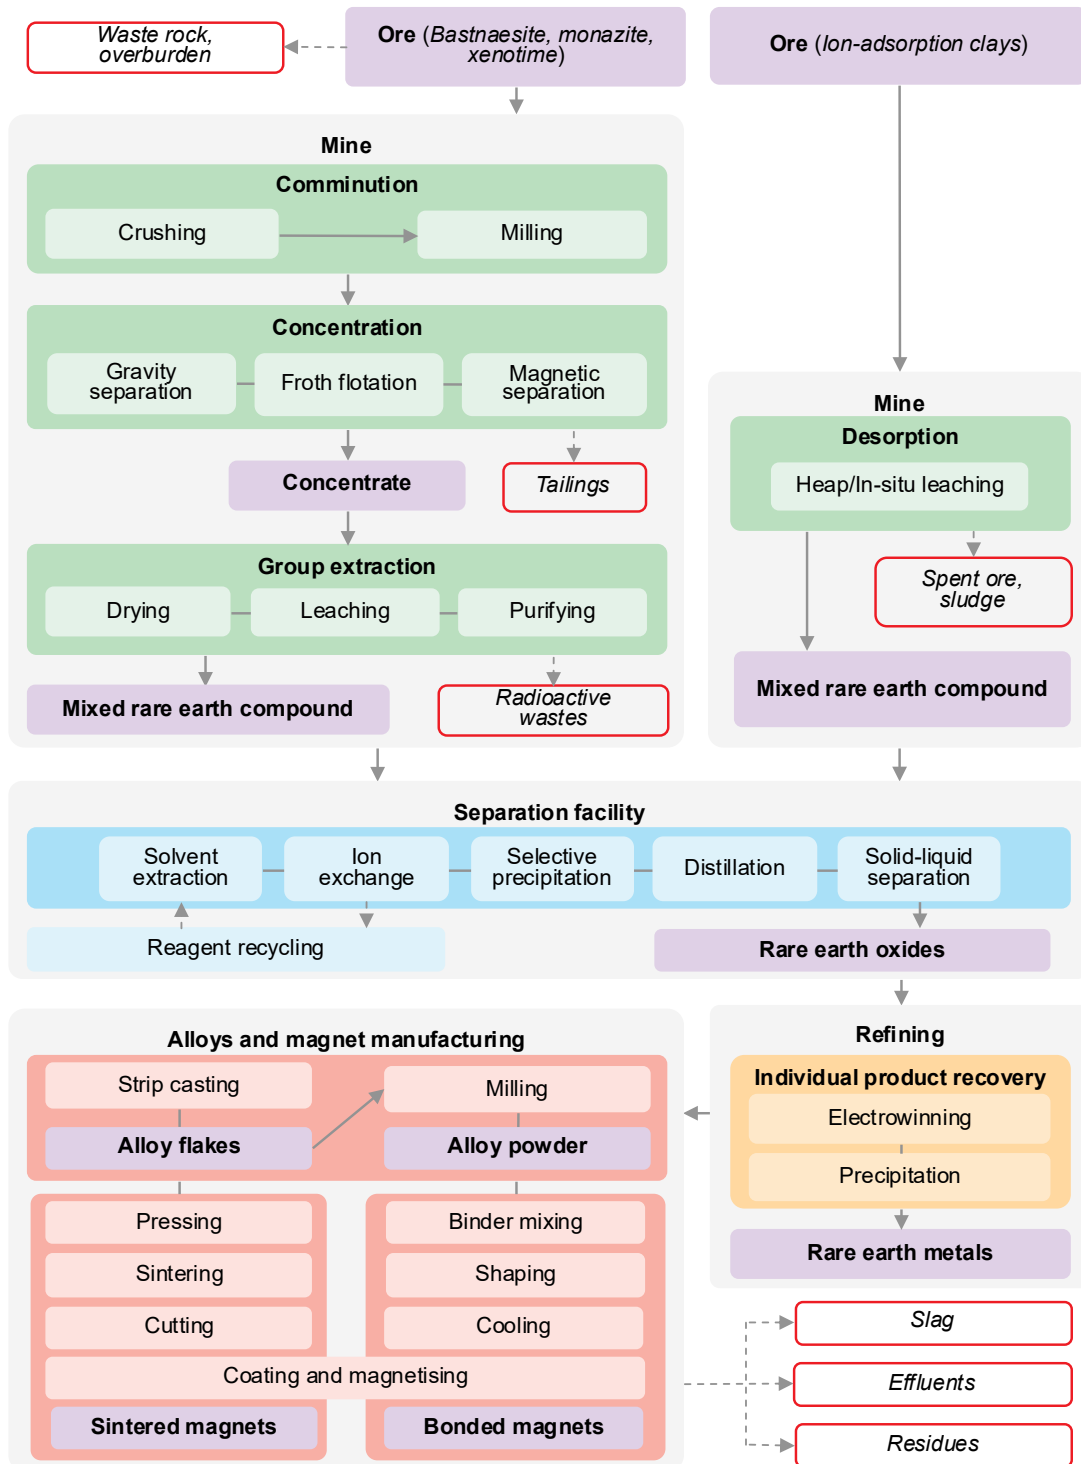 Waste rock,
overburden
Ore (Bastnaesite, monazite,
xenotime)
Ore (Ion-adsorption clays)
Mine
Comminution
Crushing
Milling
Concentration
Gravity
separation
Froth flotation
Magnetic
separation
Concentrate
Tailings
Group extraction
Drying
Leaching
Purifying
Mixed rare earth compound
Radioactive
wastes
Mine
Desorption
Heap/In-situ leaching
Spent ore,
sludge
Mixed rare earth compound
Separation facility
Solvent
extraction
Ion
exchange
Selective
precipitation
Distillation
Solid-liquid
separation
Reagent recycling
Rare earth oxides
Alloys and magnet manufacturing
Strip casting
Milling
Alloy flakes
Alloy powder
Pressing
Binder mixing
Sintering
Shaping
Cutting
Cooling
Coating and magnetising
Sintered magnets
Bonded magnets
Refining
Individual product recovery
Electrowinning
Precipitation
Rare earth metals
Slag
Effluents
Residues